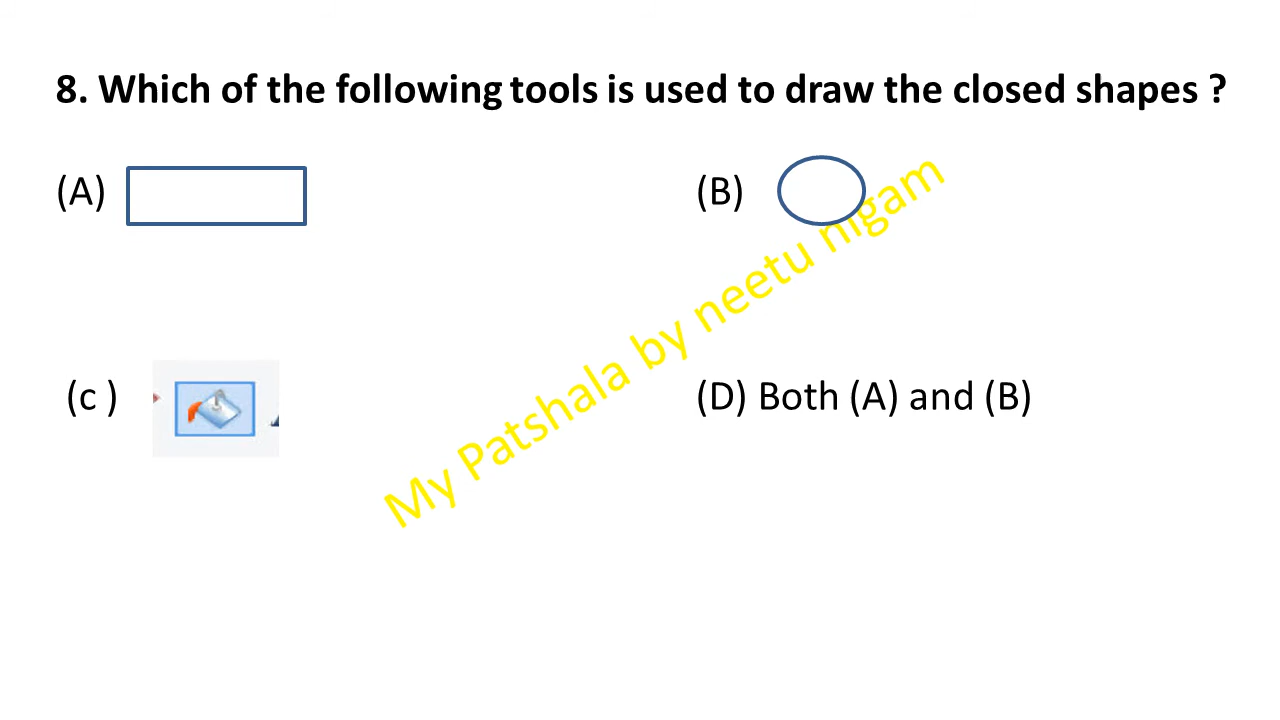 8. Which of the following tools is used to draw the closed shapes ?
(A)
(B)
(c )
(D) Both (A) and (B)
My Patshala by neetu nigam